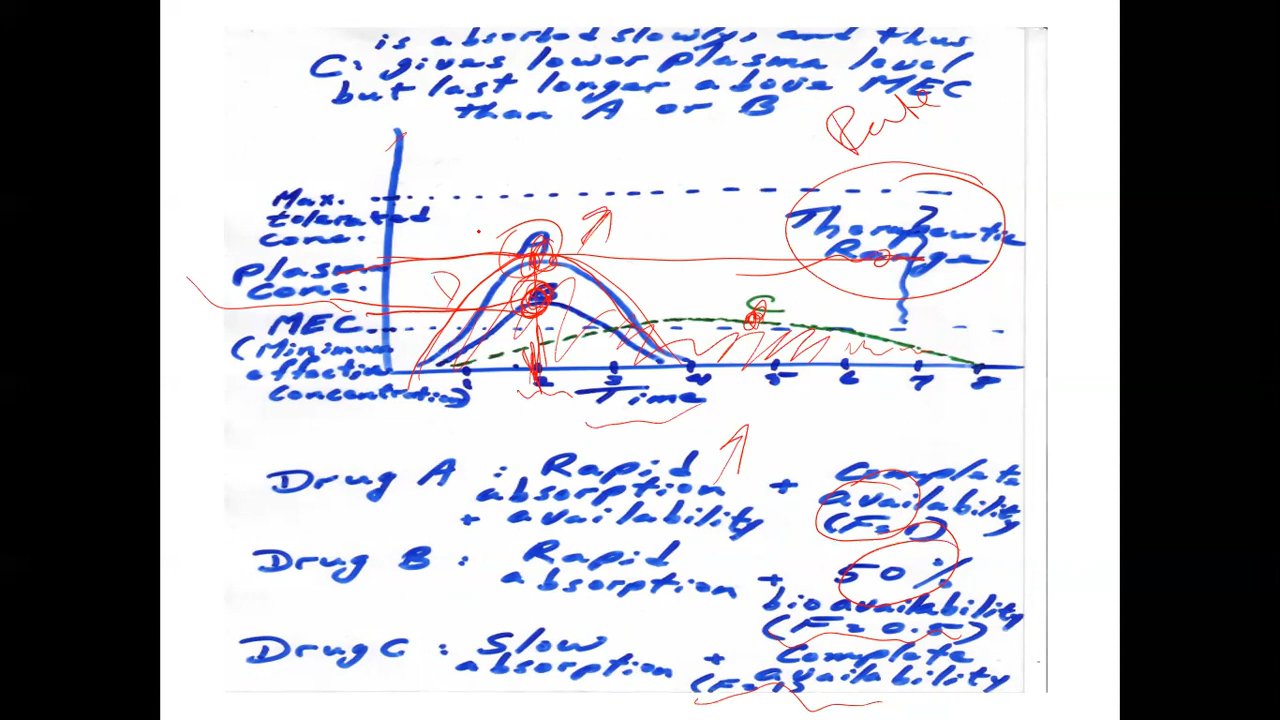 is absorbed slowly, and thus
C: gives lower plasma level
but last longer above MEC
than A or B
Max.
tolerated
conc.
plasma
conc.
MEC
(Minimum
effective
concentration)
A
B
C
D
Therapeutic
Range
1 2 3 4 5 6 7 8
Time
Drug A : Rapid absorption + availability + Complete availability (F=1)
Drug B : Rapid absorption + 50% bioavailability (F=0.5)
Drug C : Slow absorption + Complete availability (F=1)